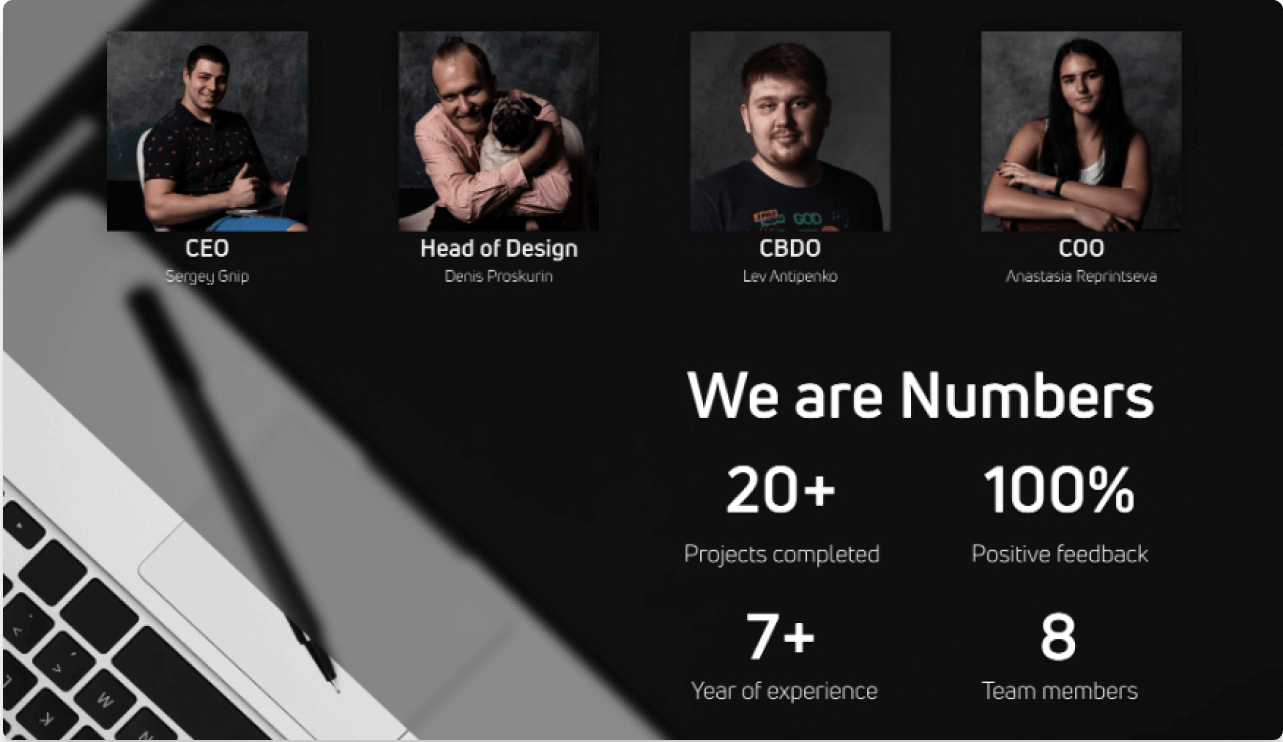 CEO
Sergey Gnip
Head of Design
Denis Proskurin
CBDO
Lev Antipenko
COO
Anastasia Reprintseva
GOD
We are Numbers
20+
Projects completed
100%
Positive feedback
7+
Year of experience
8
Team members
M
K
N